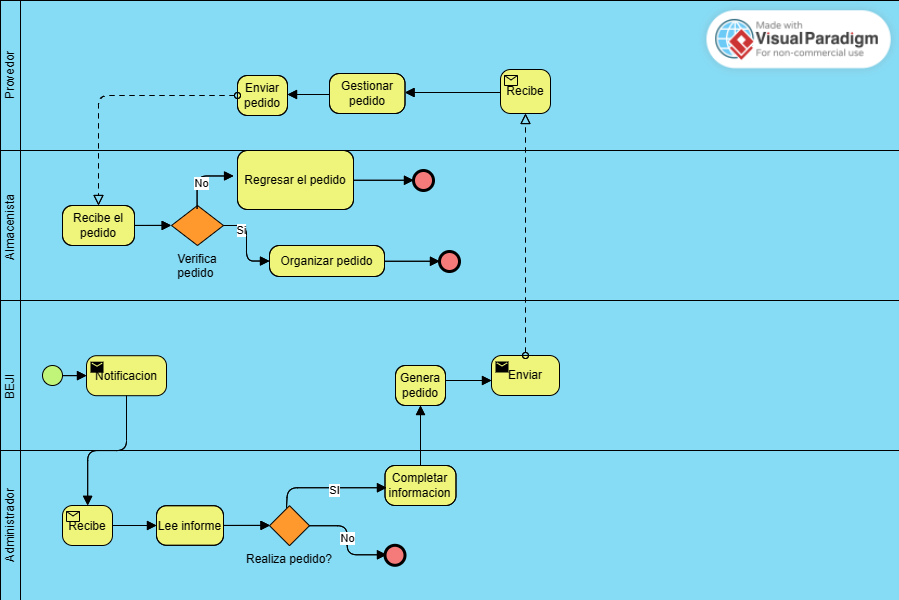 Made with
VisualParadigm
For non-commercial use
Provedor
Enviar
pedido
Gestionar
pedido
Recibe
Almacenista
Recibe el
pedido
No
Regresar el pedido
Si
Verifica
pedido
Organizar pedido
BEJI
Notificacion
Genera
pedido
Enviar
Administrador
Recibe
Lee informe
SI
Completar
informacion
No
Realiza pedido?